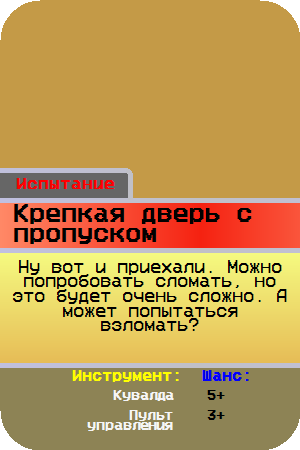 Испытание
Крепкая дверь с
пропуском
Ну вот и приехали. Можно
попробовать сломать, но
это будет очень сложно. А
может попытаться
взломать?
Инструмент: Шанс:
Кувалда 5+
Пульт 3+
управления